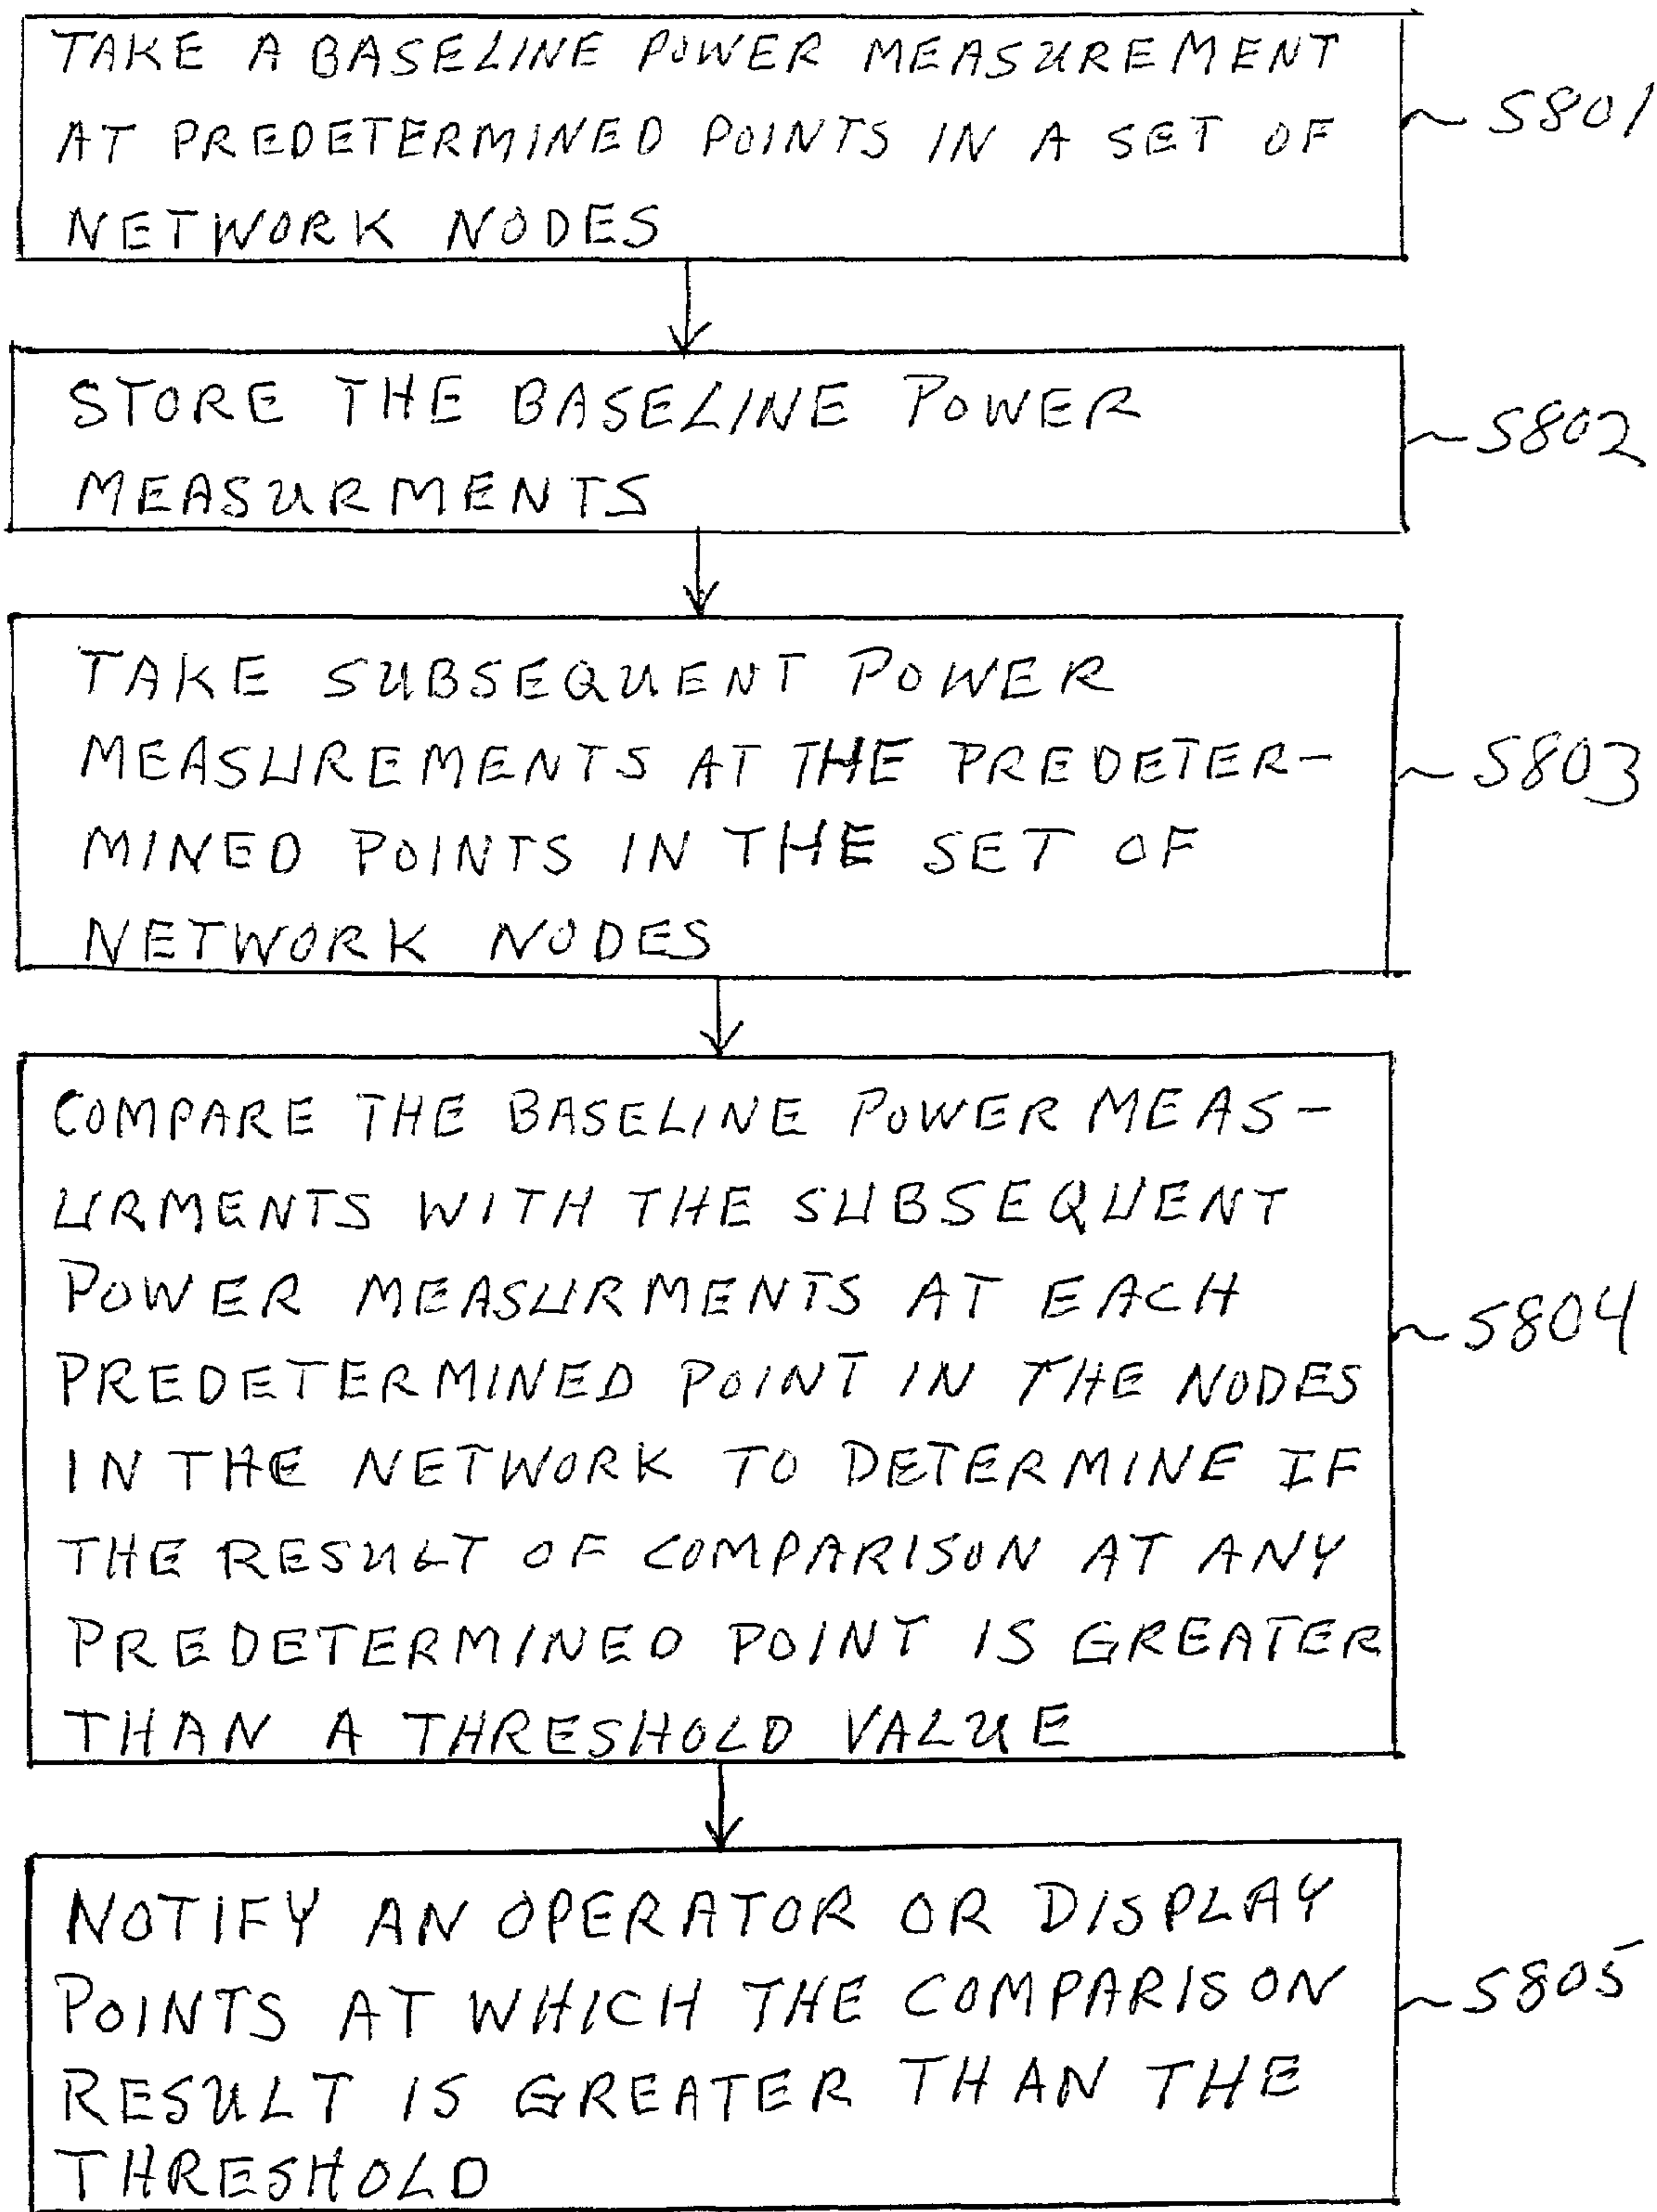 TAKE A BASELINE POWER MEASUREMENT
AT PREDETERMINED POINTS IN A SET OF
NETWORK NODES
S801
STORE THE BASELINE POWER
MEASURMENTS
S802
TAKE SUBSEQUENT POWER
MEASUREMENTS AT THE PREDETER-
MINED POINTS IN THE SET OF
NETWORK NODES
S803
COMPARE THE BASELINE POWER MEAS-
URMENTS WITH THE SUBSEQUENT
POWER MEASURMENTS AT EACH
PREDETERMINED POINT IN THE NODES
IN THE NETWORK TO DETERMINE IF
THE RESULT OF COMPARISON AT ANY
PREDETERMINED POINT IS GREATER
THAN A THRESHOLD VALUE
S804
NOTIFY AN OPERATOR OR DISPLAY
POINTS AT WHICH THE COMPARISON
RESULT IS GREATER THAN THE
THRESHOLD
S805